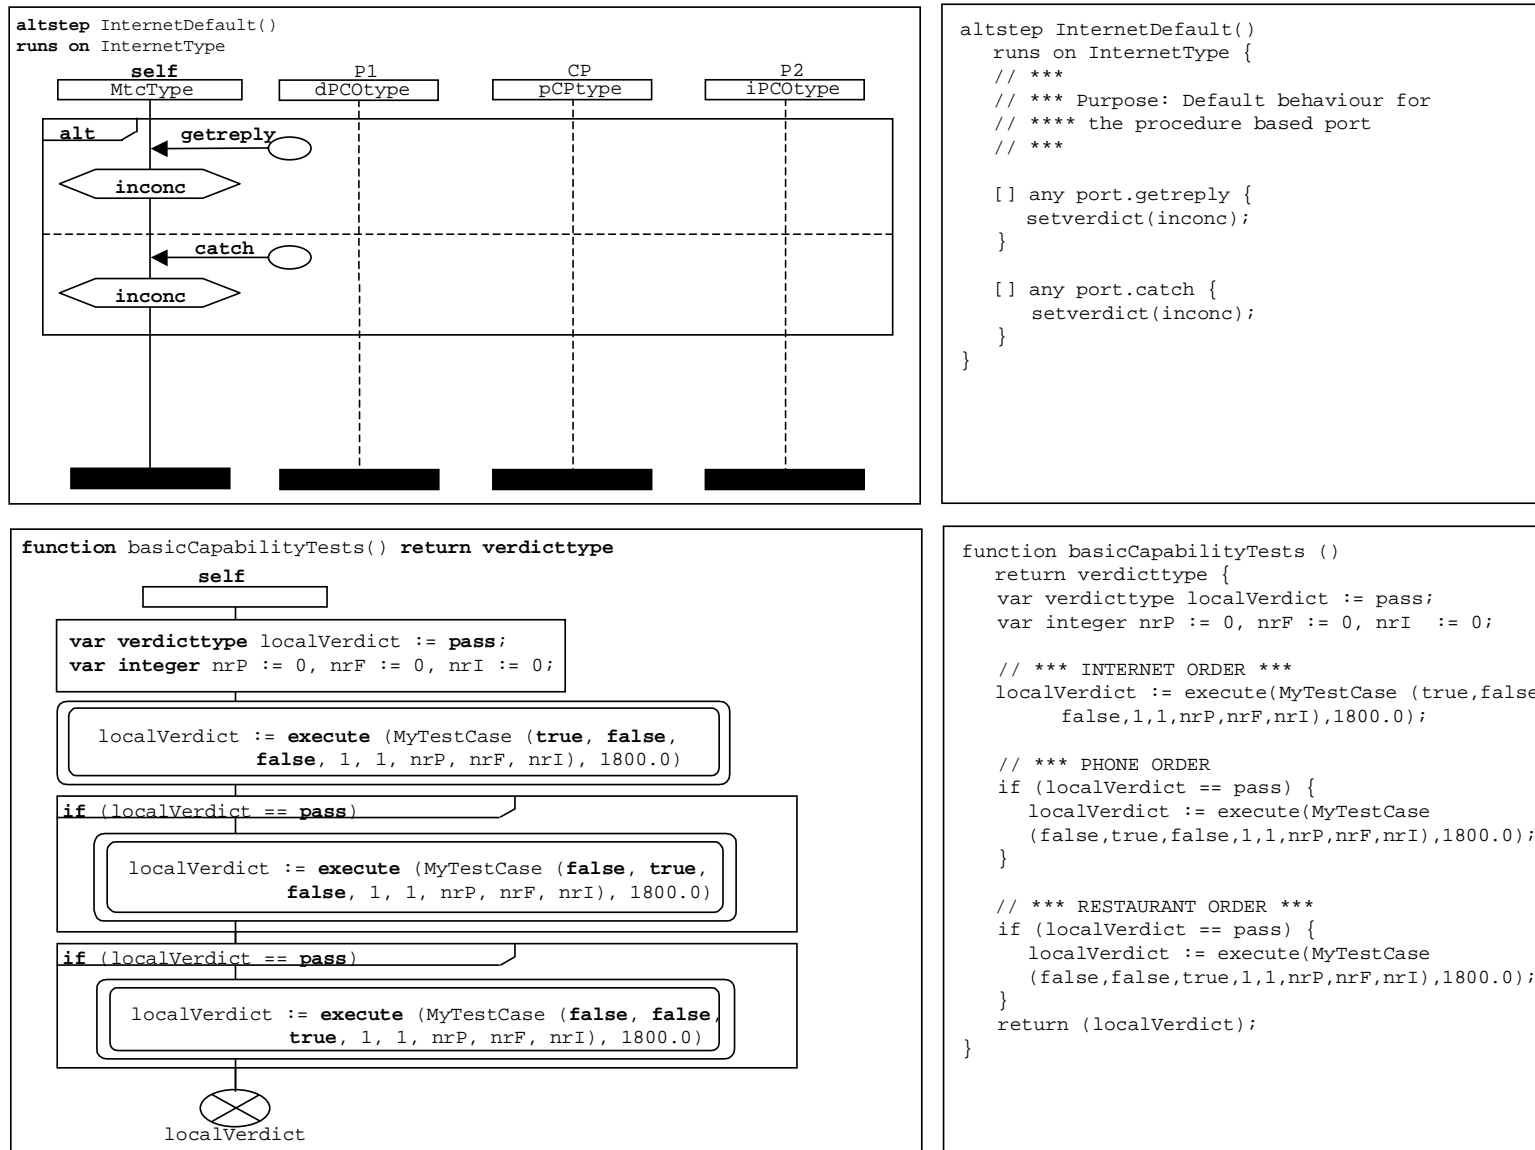 altstep InternetDefault()
runs on InternetType
self P1 CP P2
MtcType dPCOtype pCPtype iPCOtype
alt getreply
inconc
catch
inconc
altstep InternetDefault()
runs on InternetType {
// ***
// *** Purpose: Default behaviour for
// **** the procedure based port
// ***
[] any port.getreply {
setverdict(inconc);
}
[] any port.catch {
setverdict(inconc);
}
}
function basicCapabilityTests() return verdicttype
self
var verdicttype localVerdict := pass;
var integer nrP := 0, nrF := 0, nrI := 0;
localVerdict := execute (MyTestCase (true, false,
false, 1, 1, nrP, nrF, nrI), 1800.0)
if (localVerdict == pass)
localVerdict := execute (MyTestCase (false, true,
false, 1, 1, nrP, nrF, nrI), 1800.0)
if (localVerdict == pass)
localVerdict := execute (MyTestCase (false, false,
true, 1, 1, nrP, nrF, nrI), 1800.0)
localVerdict
function basicCapabilityTests ()
return verdicttype {
var verdicttype localVerdict := pass;
var integer nrP := 0, nrF := 0, nrI := 0;
// *** INTERNET ORDER ***
localVerdict := execute(MyTestCase (true,false
false,1,1,nrP,nrF,nrI),1800.0);
// *** PHONE ORDER
if (localVerdict == pass) {
localVerdict := execute(MyTestCase
(false,true,false,1,1,nrP,nrF,nrI),1800.0);
}
// *** RESTAURANT ORDER ***
if (localVerdict == pass) {
localVerdict := execute(MyTestCase
(false,false,true,1,1,nrP,nrF,nrI),1800.0);
}
return (localVerdict);
}